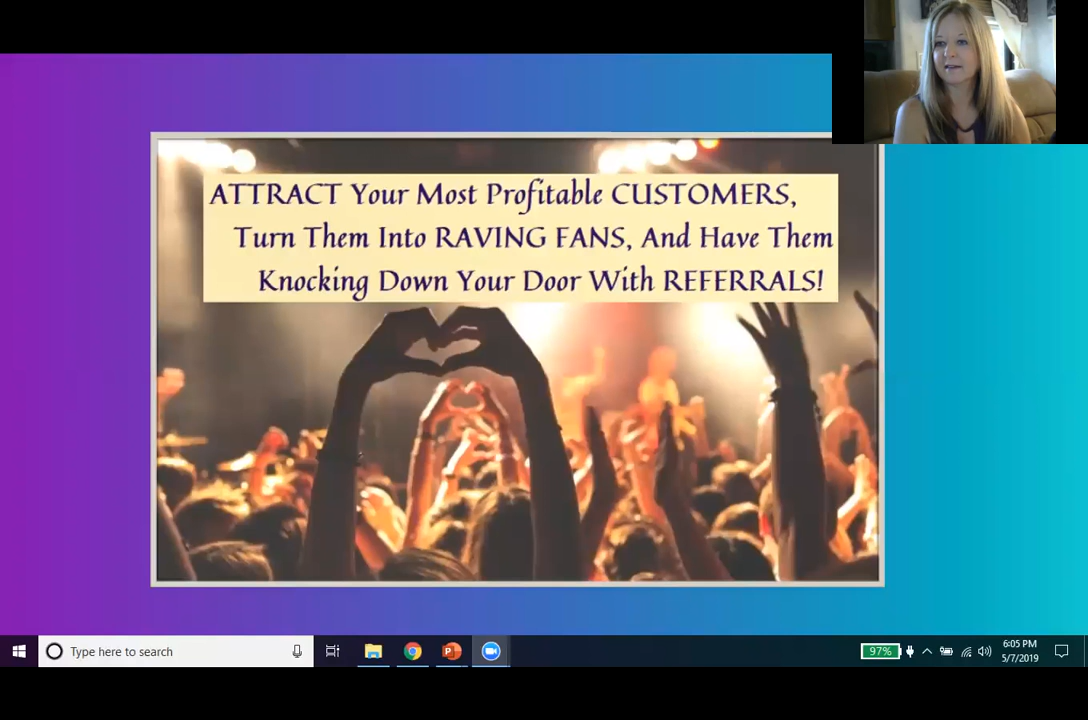 ATTRACT Your Most Profitable CUSTOMERS,
Turn Them Into RAVING FANS, And Have Them
Knocking Down Your Door With REFERRALS!
Type here to search
97%
6:05 PM
5/7/2019